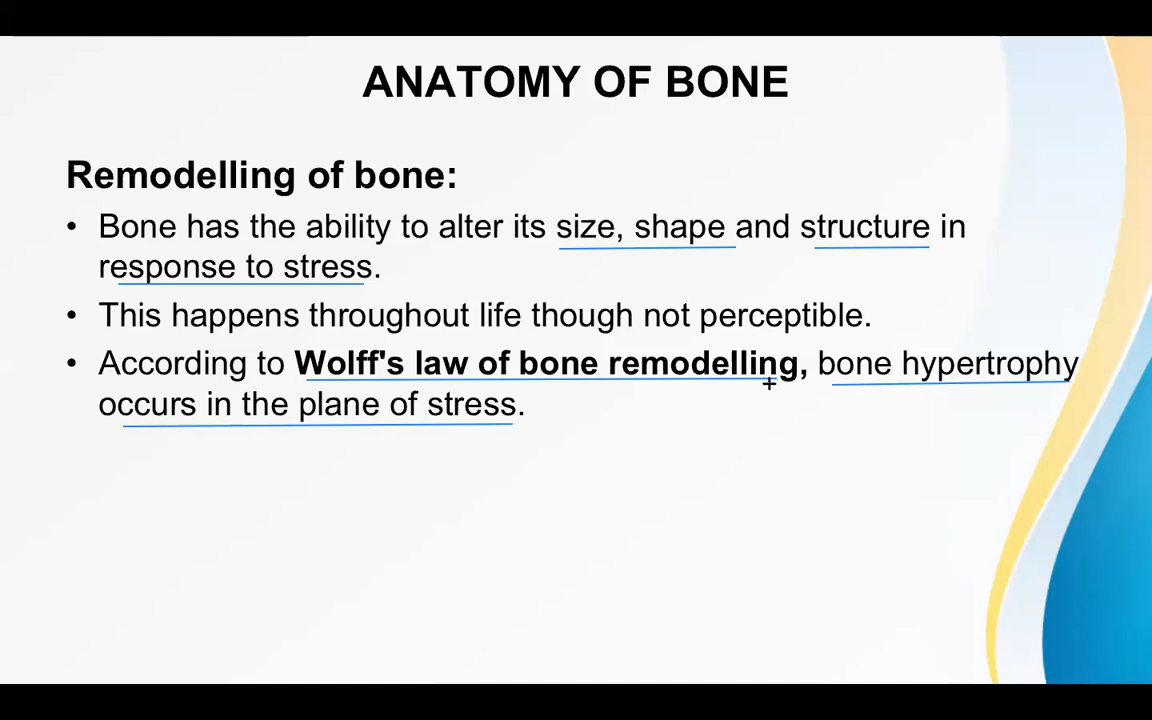 ANATOMY OF BONE
Remodelling of bone:
• Bone has the ability to alter its size, shape and structure in
response to stress.
• This happens throughout life though not perceptible.
• According to Wolff's law of bone remodelling, bone hypertrophy
occurs in the plane of stress.